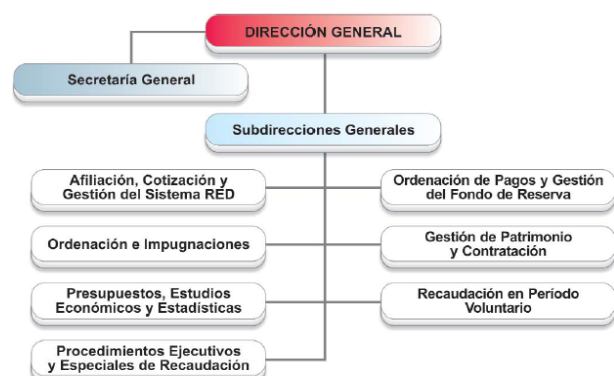 DIRECCIÓN GENERAL
Secretaría General
Subdirecciones Generales
Afiliación, Cotización y
Gestión del Sistema RED
Ordenación de Pagos y Gestión
del Fondo de Reserva
Ordenación e Impugnaciones
Gestión de Patrimonio
y Contratación
Presupuestos, Estudios
Económicos y Estadísticas
Recaudación en Período
Voluntario
Procedimientos Ejecutivos
y Especiales de Recaudación